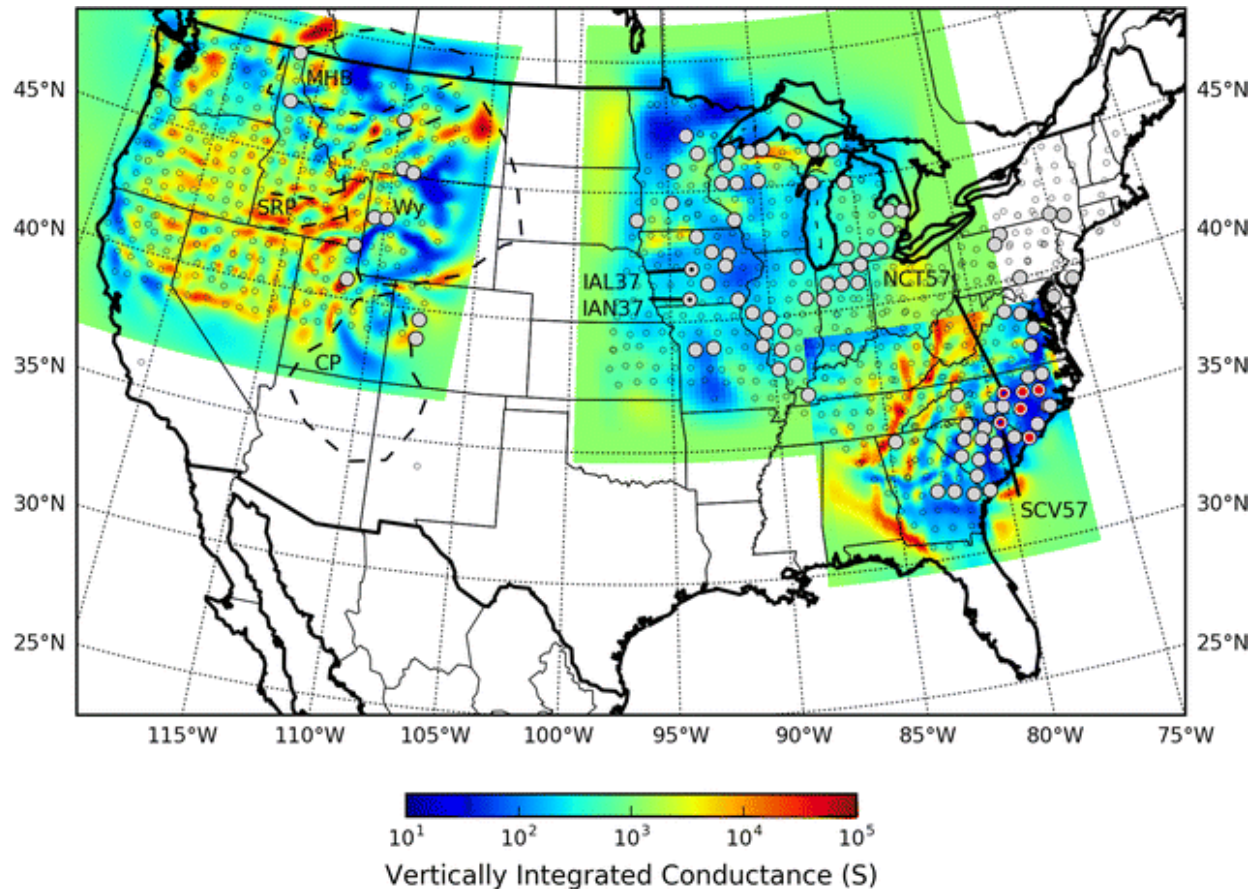 MHB
45°N
45°N
SRP
Wy
40°N
40°N
IAL37
NCT57
IAN37
CP
35°N
35°N
30°N
30°N
SCV57
25°N
25°N
115°W 110°W 105°W 100°W 95°W 90°W 85°W 80°W 75°W
10¹ 10² 10³ 10⁴ 10⁵
Vertically Integrated Conductance (S)